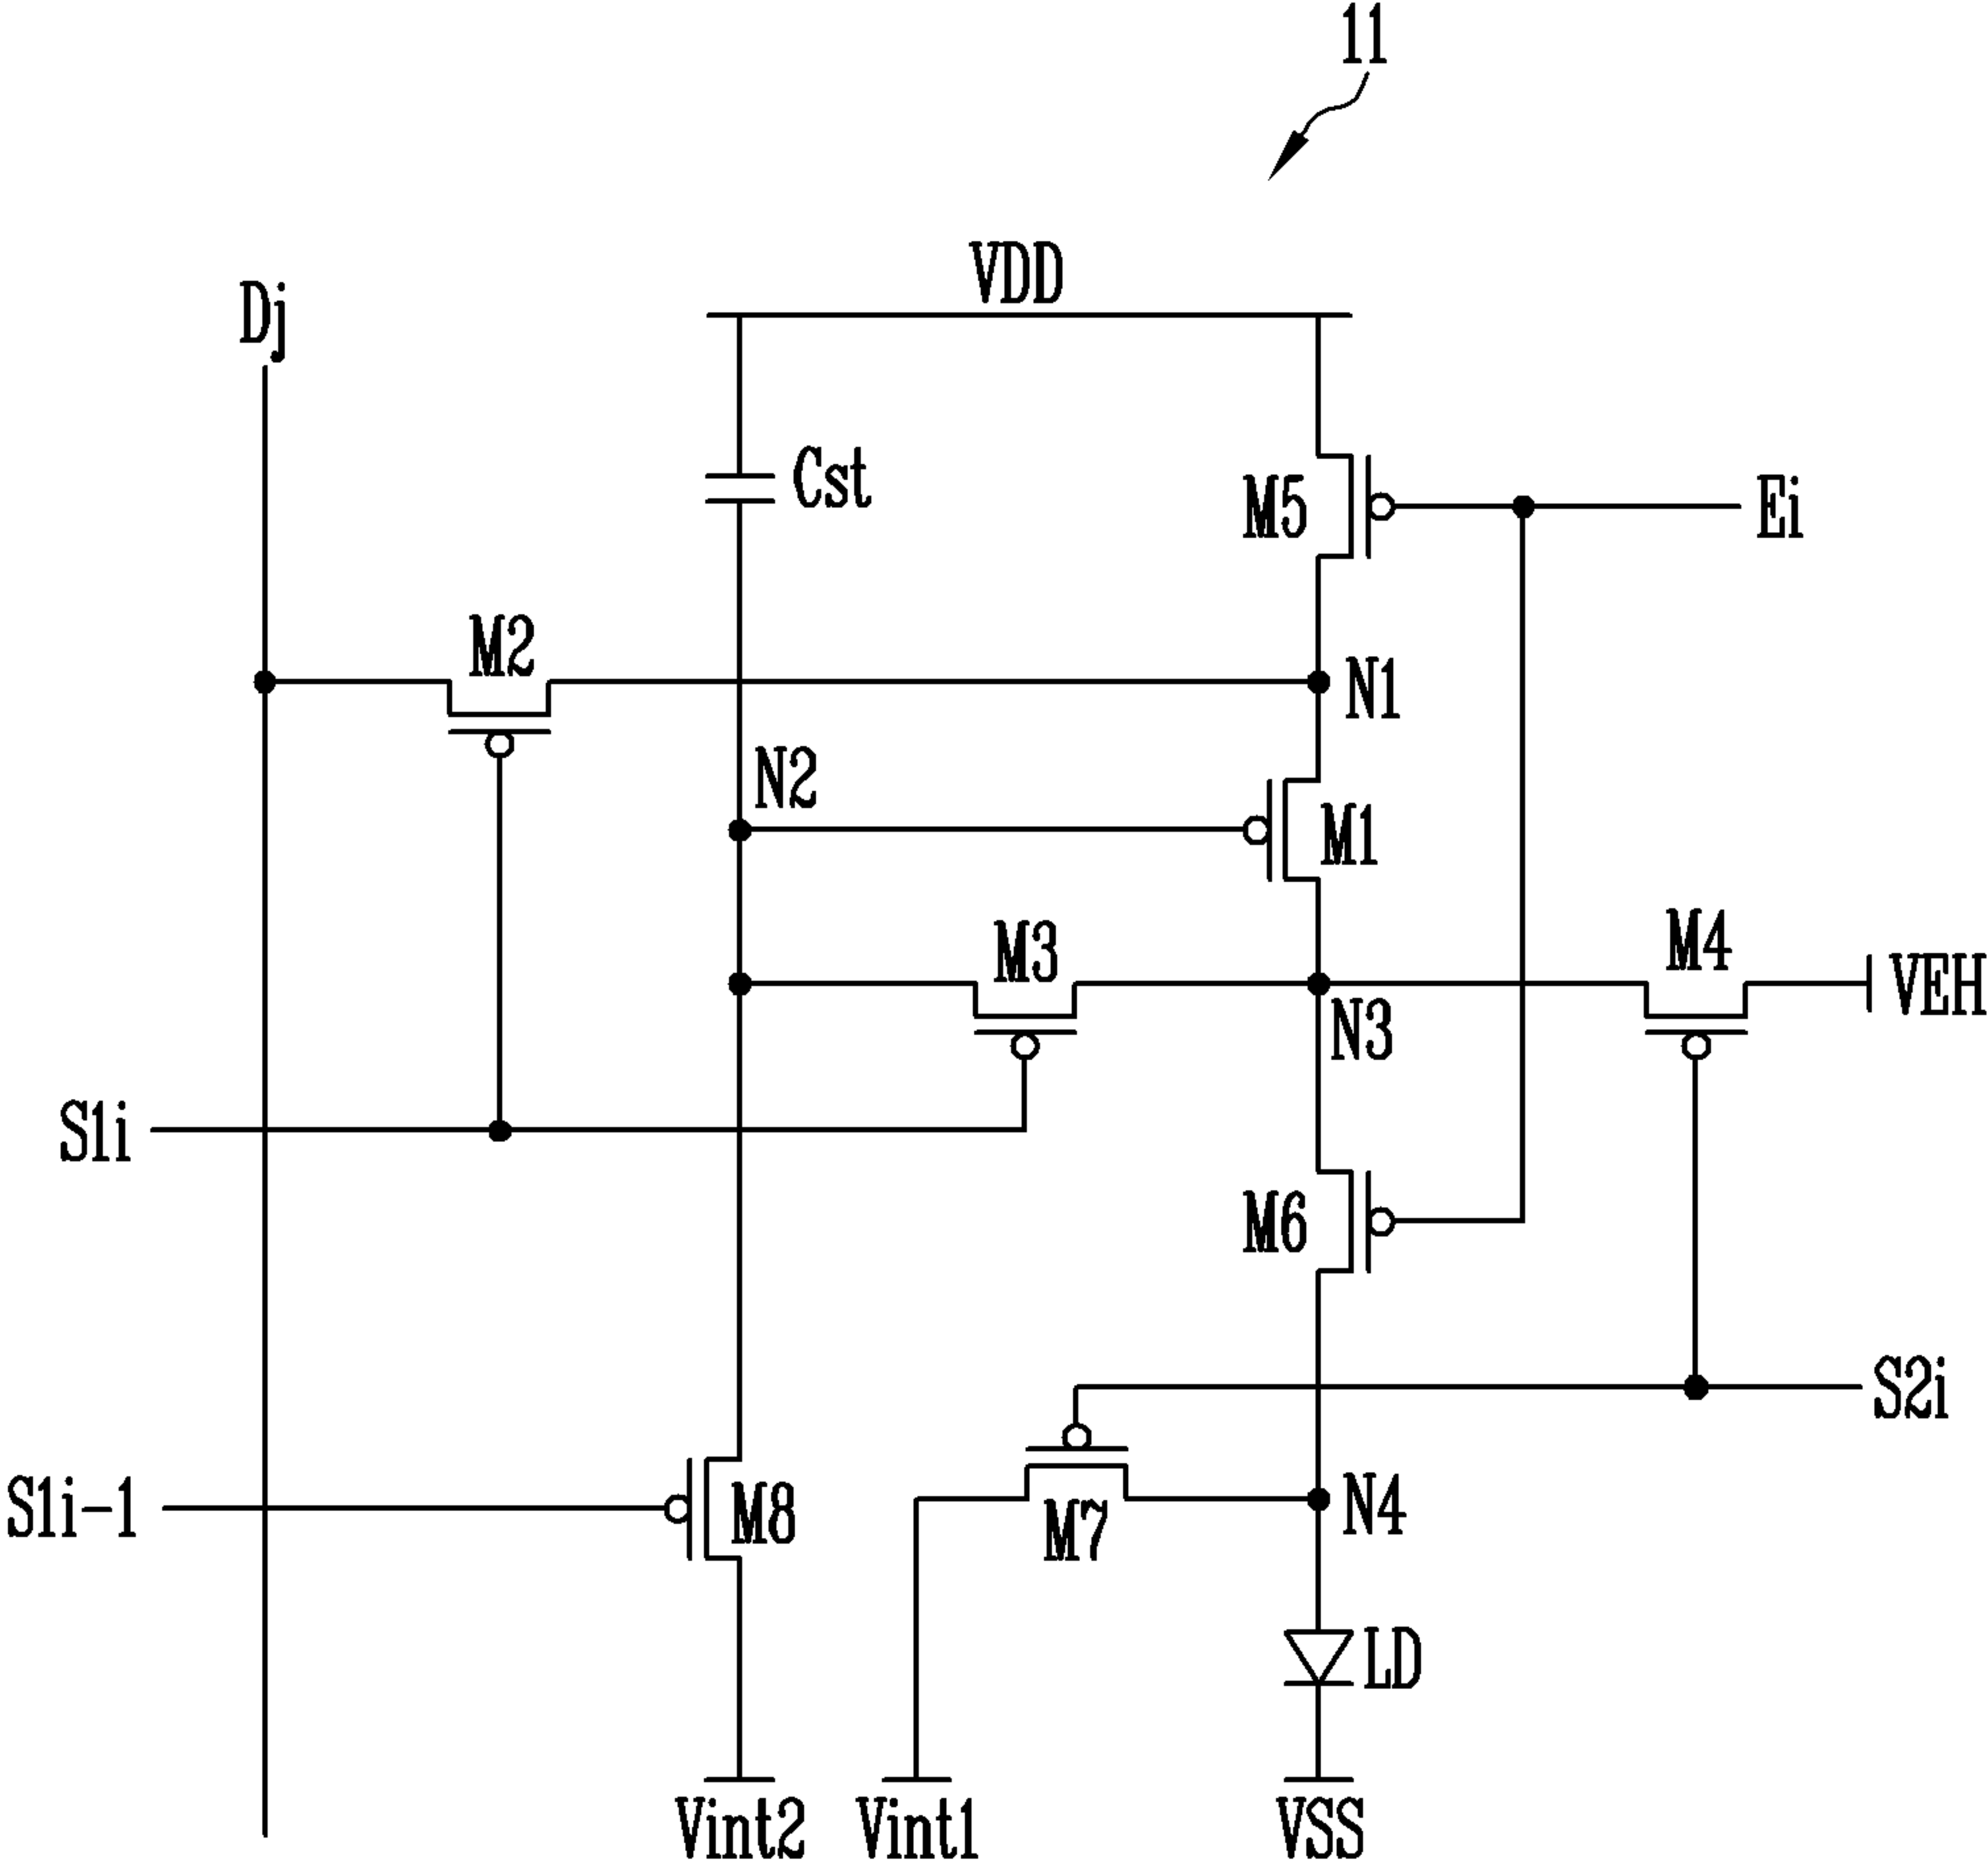 11
VDD
Dj
Cst
M5
Ei
M2
N1
N2
M1
M3
M4
VEH
N3
S1i
M6
S2i
S1i-1
M8
M7
N4
LD
Vint2
Vint1
VSS